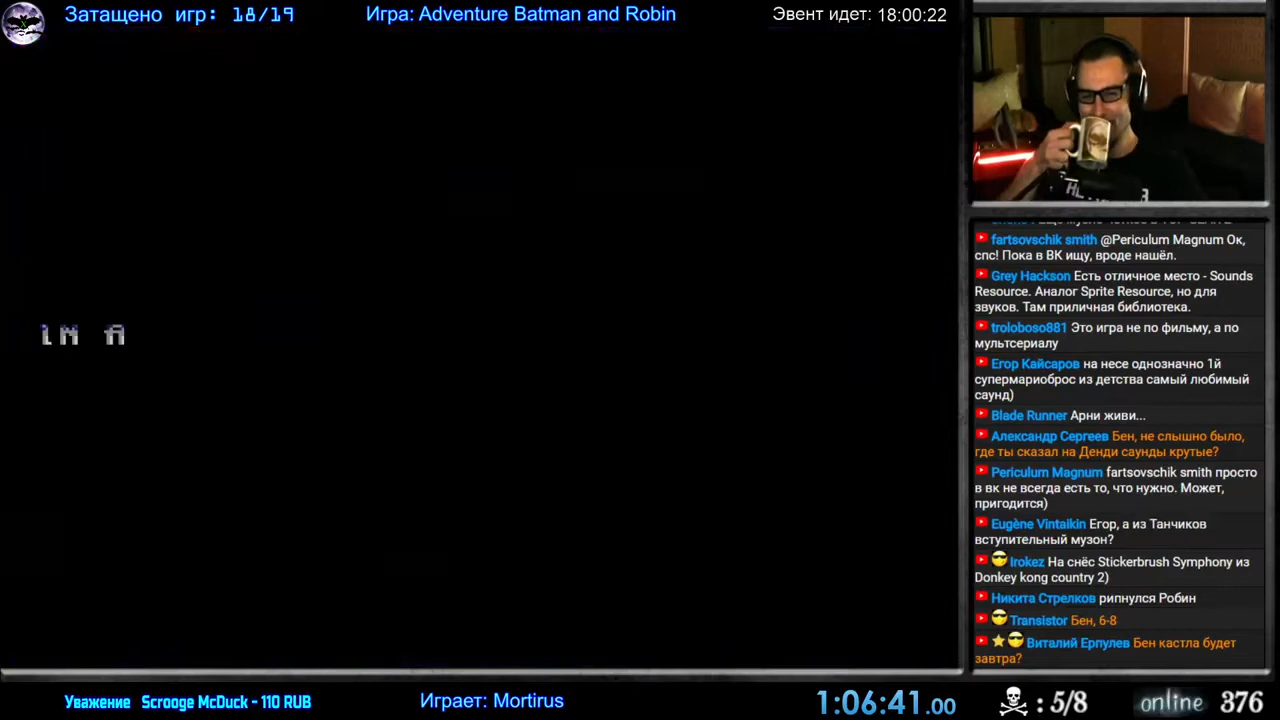 Затащено игр: 18/19
Игра: Adventure Batman and Robin
Эвент идет: 18:00:22
fartsovschik smith @Periculum Magnum Ок,
спс! Пока в ВК ищу, вроде нашёл.
Grey Hackson Есть отличное место - Sounds
Resource. Аналог Sprite Resource, но для
звуков. Там приличная библиотека.
troloboso881 Это игра не по фильму, а по
мультсериалу
Егор Кайсаров на несе однозначно 1й
супермариоброс из детства самый любимый
саунд)
Blade Runner Арни живи...
Александр Сергеев Бен, не слышно было,
где ты сказал на Денди саунды крутые?
Periculum Magnum fartsovschik smith просто
в вк не всегда есть то, что нужно. Может,
пригодится)
Eugène Vintaikin Егор, а из Танчиков
вступительный музон?
Irokez На снёс Stickerbrush Symphony из
Donkey kong country 2)
Никита Стрелков рипнулся Робин
Transistor Бен, 6-8
Виталий Ерпулев Бен кастла будет
завтра?
Уважение Scrooge McDuck - 110 RUB
Играет: Mortirus
1:06:41.00
: 5/8
online 376